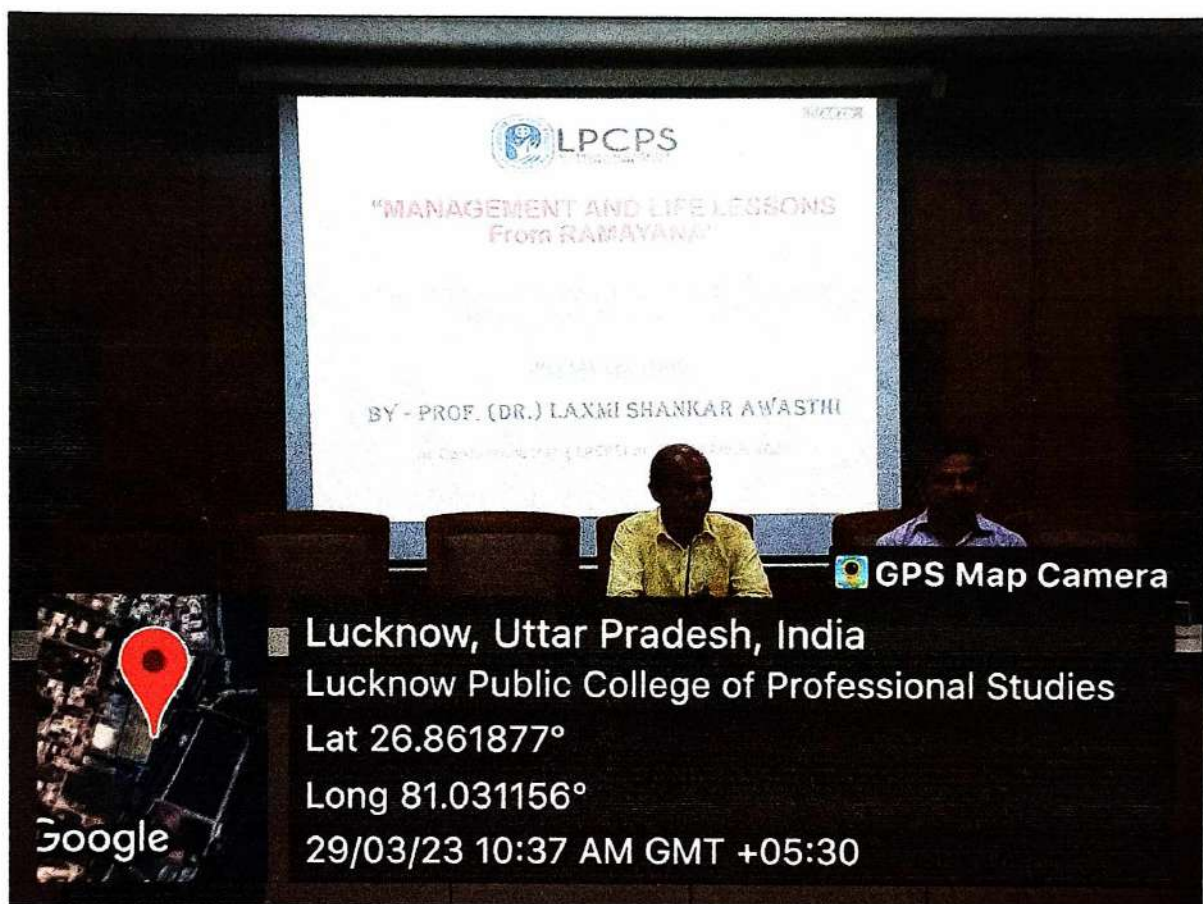 LPCPS
"MANAGEMENT AND LIFE LESSONS
From RAMAYANA"
BY - PROF. (DR.) LAXMI SHANKAR AWASTHI
GPS Map Camera
Lucknow, Uttar Pradesh, India
Lucknow Public College of Professional Studies
Lat 26.861877°
Long 81.031156°
29/03/23 10:37 AM GMT +05:30
Google